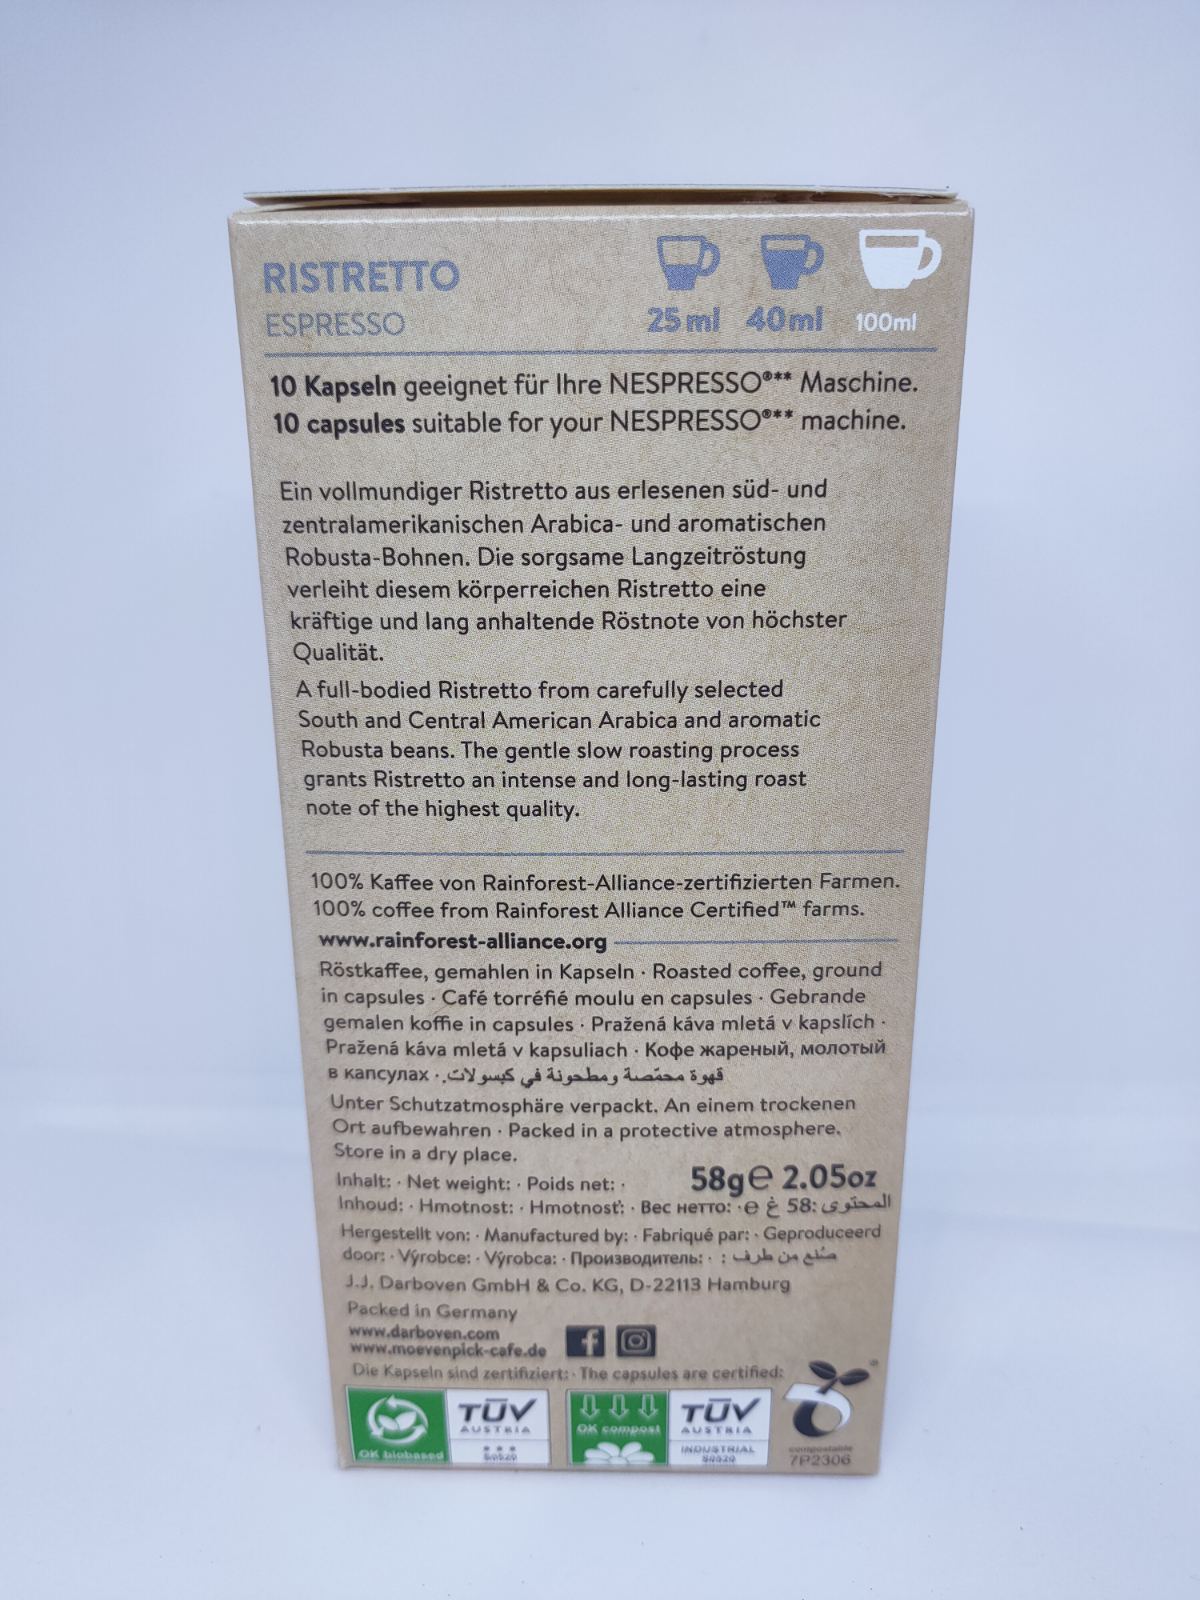 RISTRETTO
ESPRESSO
25 ml 40 ml 100ml
10 Kapseln geeignet für Ihre NESPRESSO®** Maschine.
10 capsules suitable for your NESPRESSO®** machine.
Ein vollmundiger Ristretto aus erlesenen süd- und
zentralamerikanischen Arabica- und aromatischen
Robusta-Bohnen. Die sorgsame Langzeitröstung
verleiht diesem körperreichen Ristretto eine
kräftige und lang anhaltende Röstnote von höchster
Qualität.
A full-bodied Ristretto from carefully selected
South and Central American Arabica and aromatic
Robusta beans. The gentle slow roasting process
grants Ristretto an intense and long-lasting roast
note of the highest quality.
100% Kaffee von Rainforest-Alliance-zertifizierten Farmen.
100% coffee from Rainforest Alliance Certified™ farms.
www.rainforest-alliance.org
Röstkaffee, gemahlen in Kapseln · Roasted coffee, ground
in capsules · Café torréfié moulu en capsules · Gebrande
gemalen koffie in capsules · Pražená káva mletá v kapslích ·
Pražená káva mletá v kapsuliach · Кофе жареный, молотый
в капсулах · قهوة محمّصة ومطحونة في كبسولات.
Unter Schutzatmosphäre verpackt. An einem trockenen
Ort aufbewahren · Packed in a protective atmosphere.
Store in a dry place.
Inhalt: · Net weight: · Poids net: · 58g℮ 2.05oz
Inhoud: · Hmotnost: · Hmotnosť: · Вес нетто: · المحتوى: 58 غ ℮
Hergestellt von: · Manufactured by: · Fabriqué par: · Geproduceerd
door: · Výrobce: · Výrobca: · Производитель: · صُنع من طرف :
J.J. Darboven GmbH & Co. KG, D-22113 Hamburg
Packed in Germany
www.darboven.com
www.moevenpick-cafe.de
Die Kapseln sind zertifiziert: · The capsules are certified:
OK biobased TÜV AUSTRIA
OK compost TÜV AUSTRIA INDUSTRIAL
compostable
7P2306